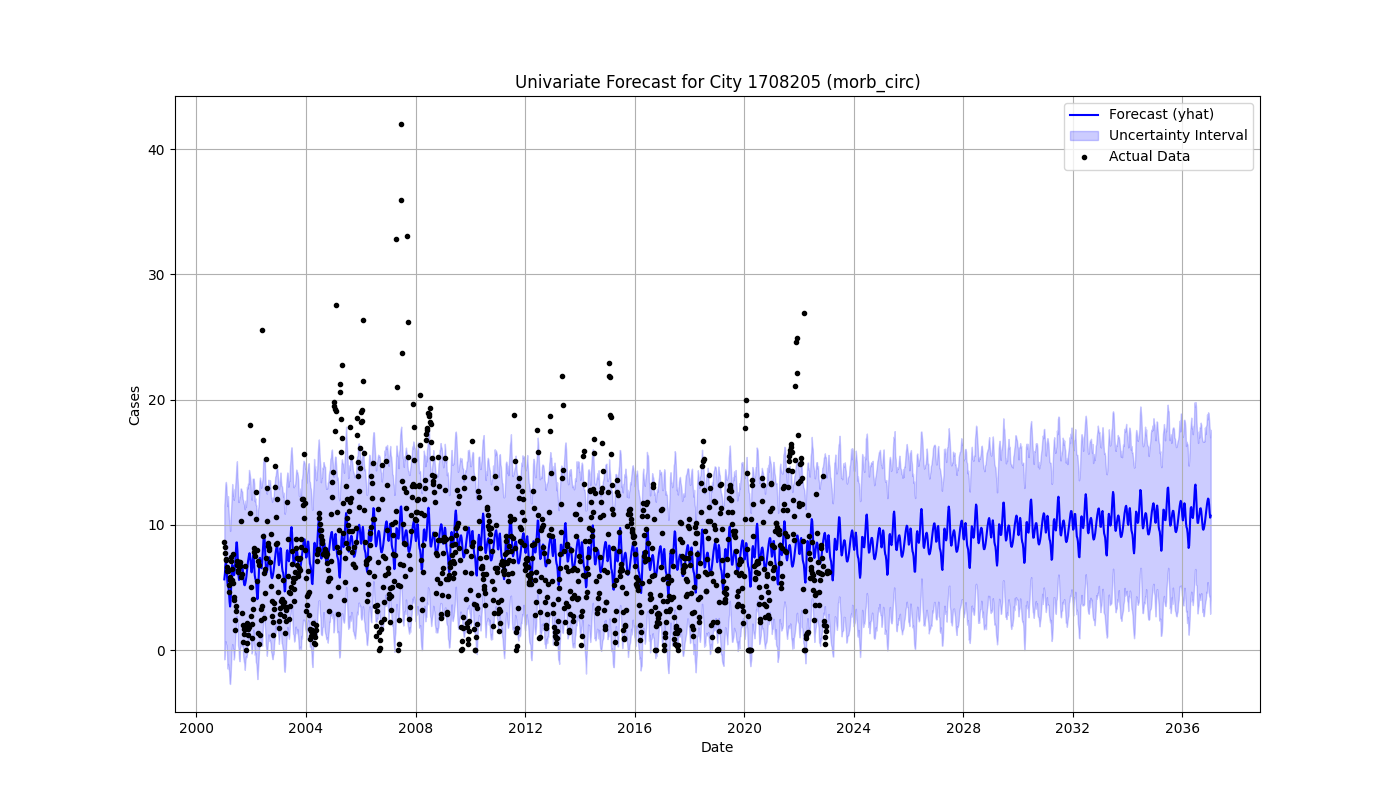 Univariate Forecast for City 1708205 (morb_circ)
Forecast (yhat)
Uncertainty Interval
Actual Data
Cases
40
30
20
10
0
2000 2004 2008 2012 2016 2020 2024 2028 2032 2036
Date